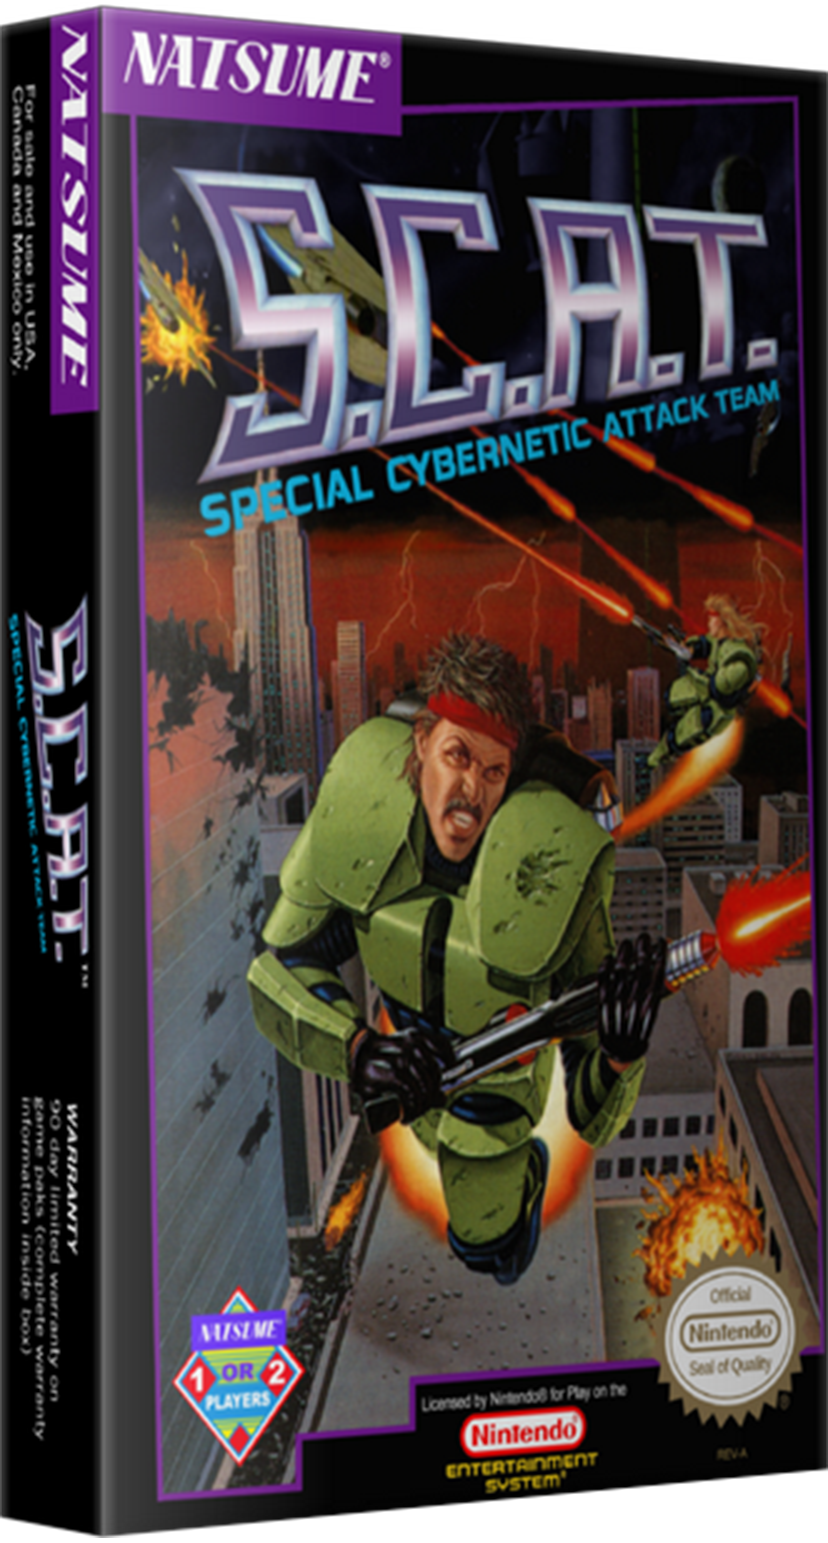 NATSUME®
S.C.A.T.
SPECIAL CYBERNETIC ATTACK TEAM
NATSUME
1 OR 2
PLAYERS
Licensed by Nintendo® for Play on the
Nintendo®
ENTERTAINMENT
SYSTEM®
Official
Nintendo®
Seal of Quality
®
REV-A
NATSUME
For sale and use in USA,
Canada and Mexico only.
S.C.A.T.™
SPECIAL CYBERNETIC ATTACK TEAM
WARRANTY
90 day limited warranty on
game paks (complete warranty
information inside box)